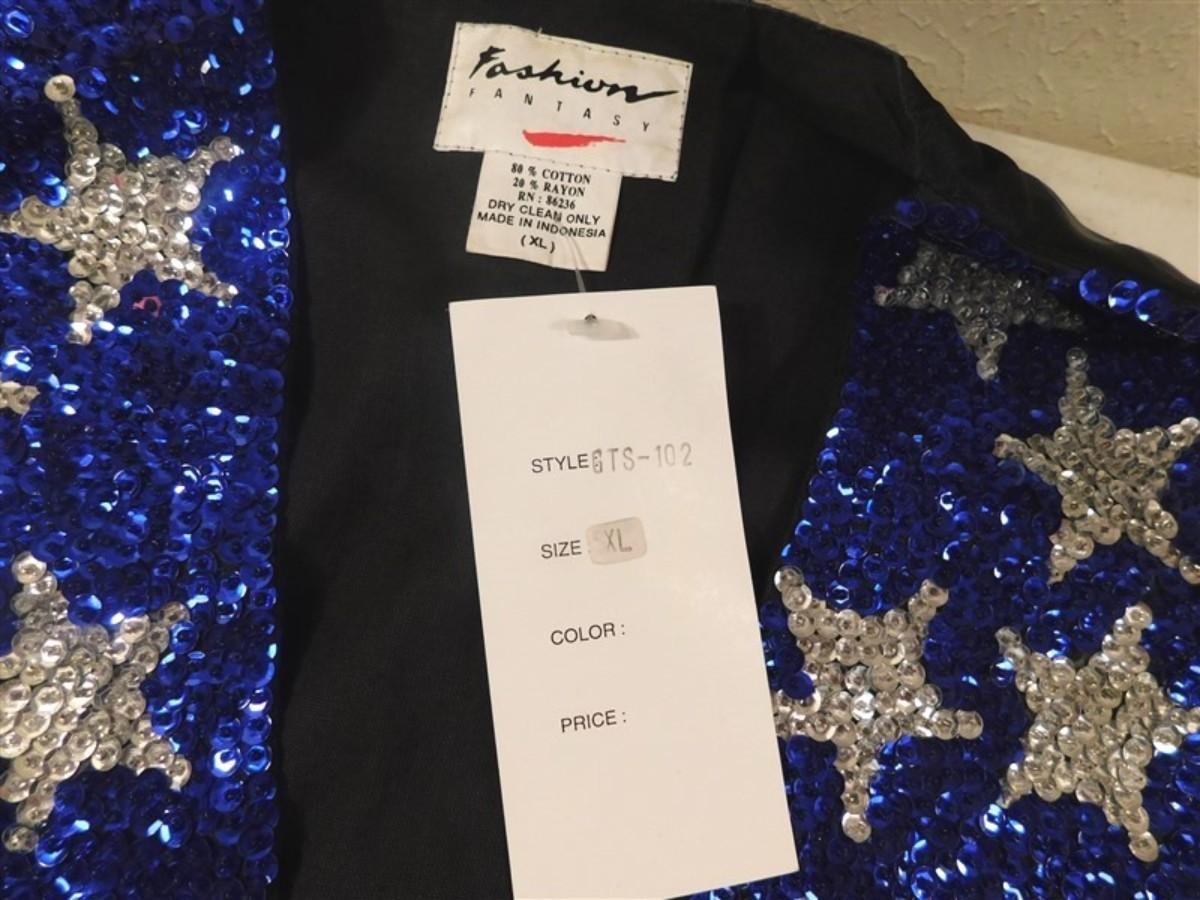 Fashion
FANTASY
80 % COTTON
20 % RAYON
RN : 86236
DRY CLEAN ONLY
MADE IN INDONESIA
( XL )
STYLE GTS-102
SIZE XL
COLOR :
PRICE :